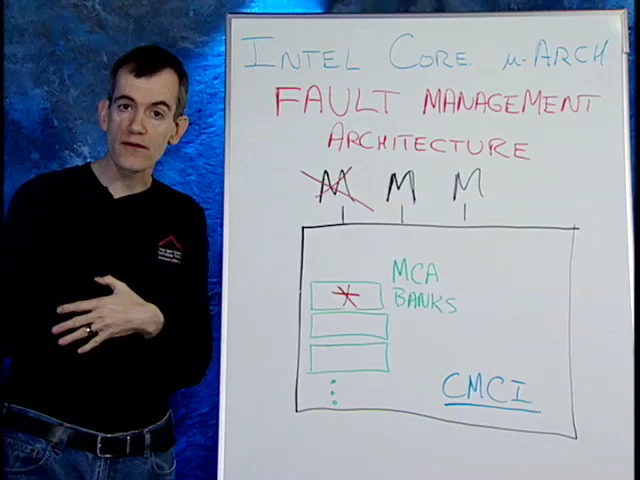 INTEL CORE μ-ARCH
FAULT MANAGEMENT
ARCHITECTURE
M M M
MCA
BANKS
CMCI